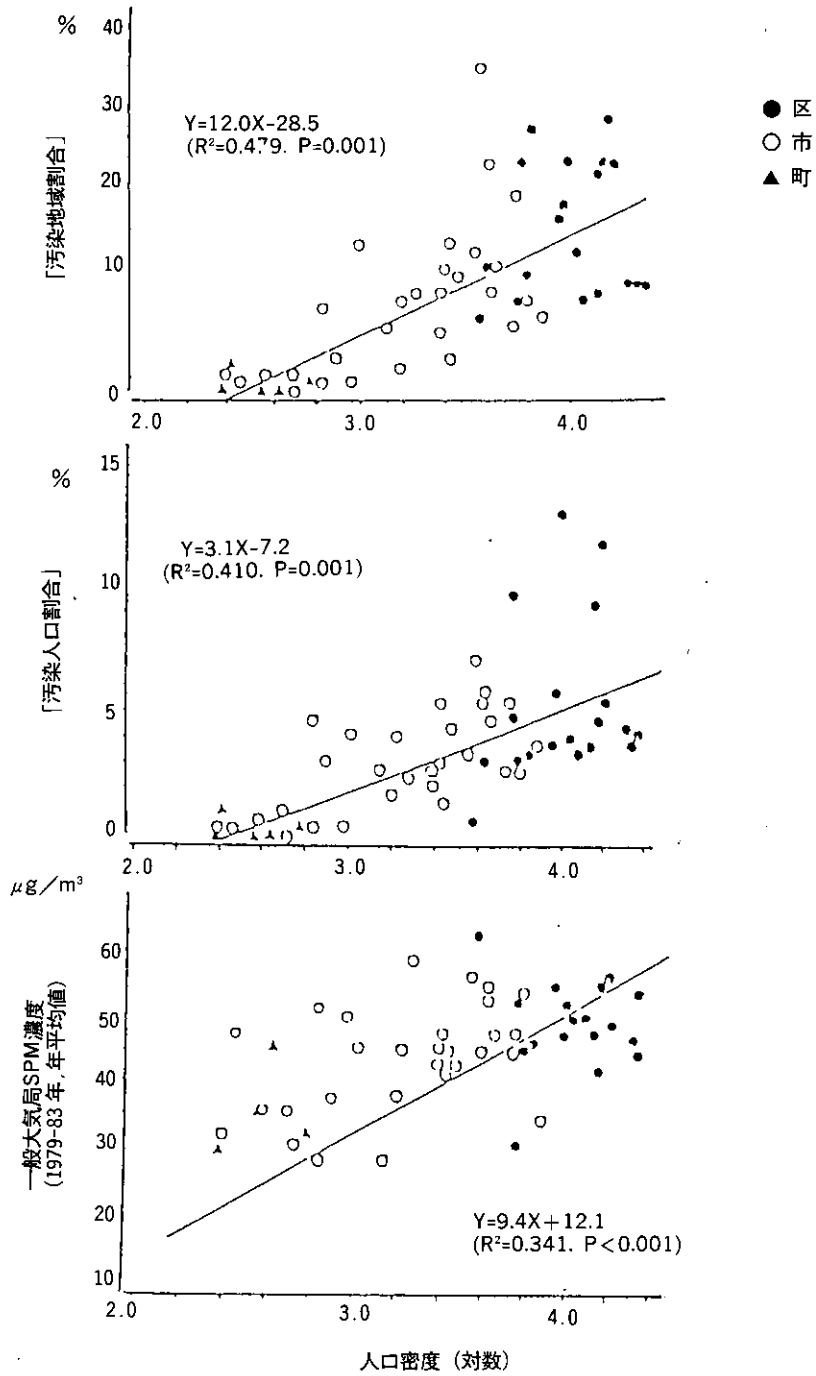 %
40
30
20
10
0
「汚染地域割合」
Y=12.0X−28.5
(R²=0.479. P=0.001)
● 区
○ 市
▲ 町
2.0 3.0 4.0
%
15
10
5
0
「汚染人口割合」
Y=3.1X−7.2
(R²=0.410. P=0.001)
2.0 3.0 4.0
μg/m³
60
50
40
30
20
10
一般大気局SPM濃度
(1979-83年,年平均値)
Y=9.4X+12.1
(R²=0.341. P<0.001)
2.0 3.0 4.0
人口密度(対数)